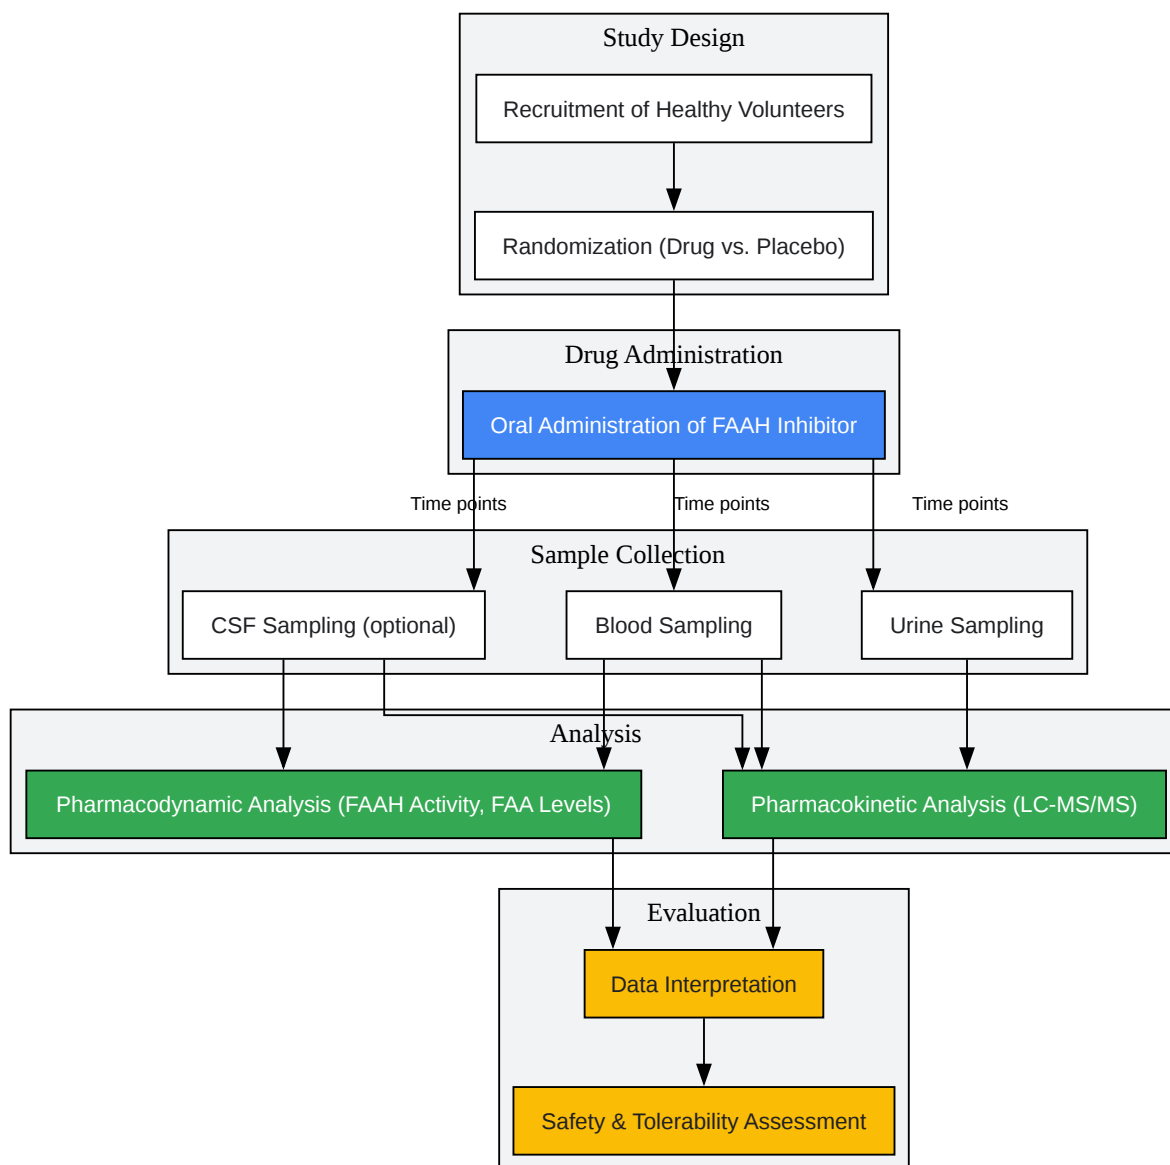 Study Design
Recruitment of Healthy Volunteers
Randomization (Drug vs. Placebo)
Drug Administration
Oral Administration of FAAH Inhibitor
Time points
Time points
Time points
Sample Collection
CSF Sampling (optional)
Blood Sampling
Urine Sampling
Analysis
Pharmacodynamic Analysis (FAAH Activity, FAA Levels)
Pharmacokinetic Analysis (LC-MS/MS)
Evaluation
Data Interpretation
Safety & Tolerability Assessment